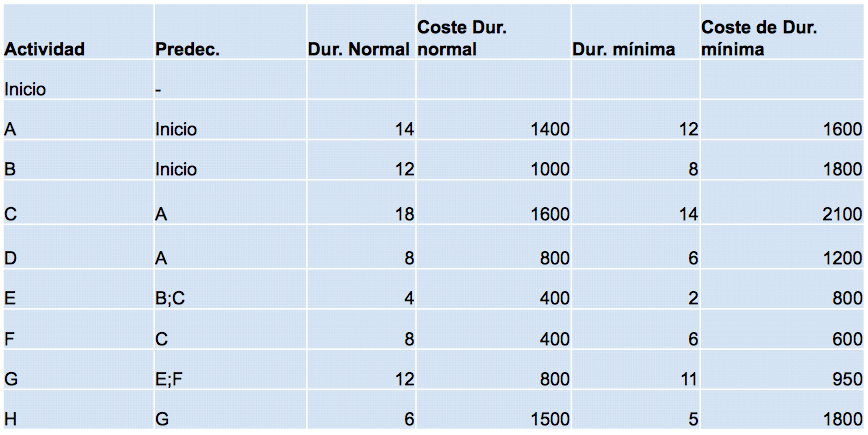 Actividad Predec. Dur. Normal Coste Dur. normal Dur. mínima Coste de Dur. mínima
Inicio -
A Inicio 14 1400 12 1600
B Inicio 12 1000 8 1800
C A 18 1600 14 2100
D A 8 800 6 1200
E B;C 4 400 2 800
F C 8 400 6 600
G E;F 12 800 11 950
H G 6 1500 5 1800